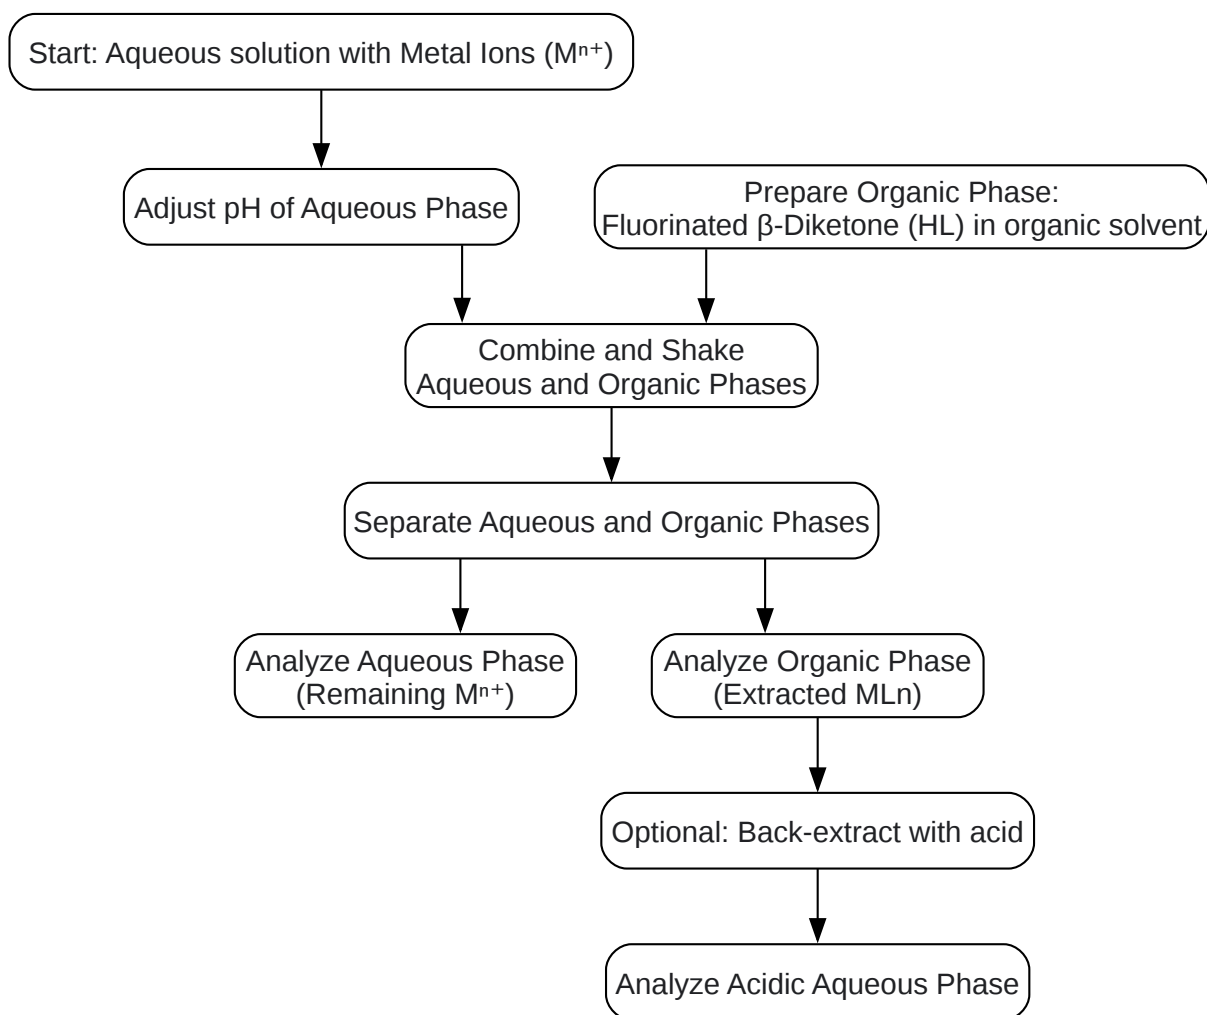 Start: Aqueous solution with Metal Ions (Mⁿ⁺)
Adjust pH of Aqueous Phase
Prepare Organic Phase:
Fluorinated β-Diketone (HL) in organic solvent
Combine and Shake
Aqueous and Organic Phases
Separate Aqueous and Organic Phases
Analyze Aqueous Phase
(Remaining Mⁿ⁺)
Analyze Organic Phase
(Extracted MLn)
Optional: Back-extract with acid
Analyze Acidic Aqueous Phase